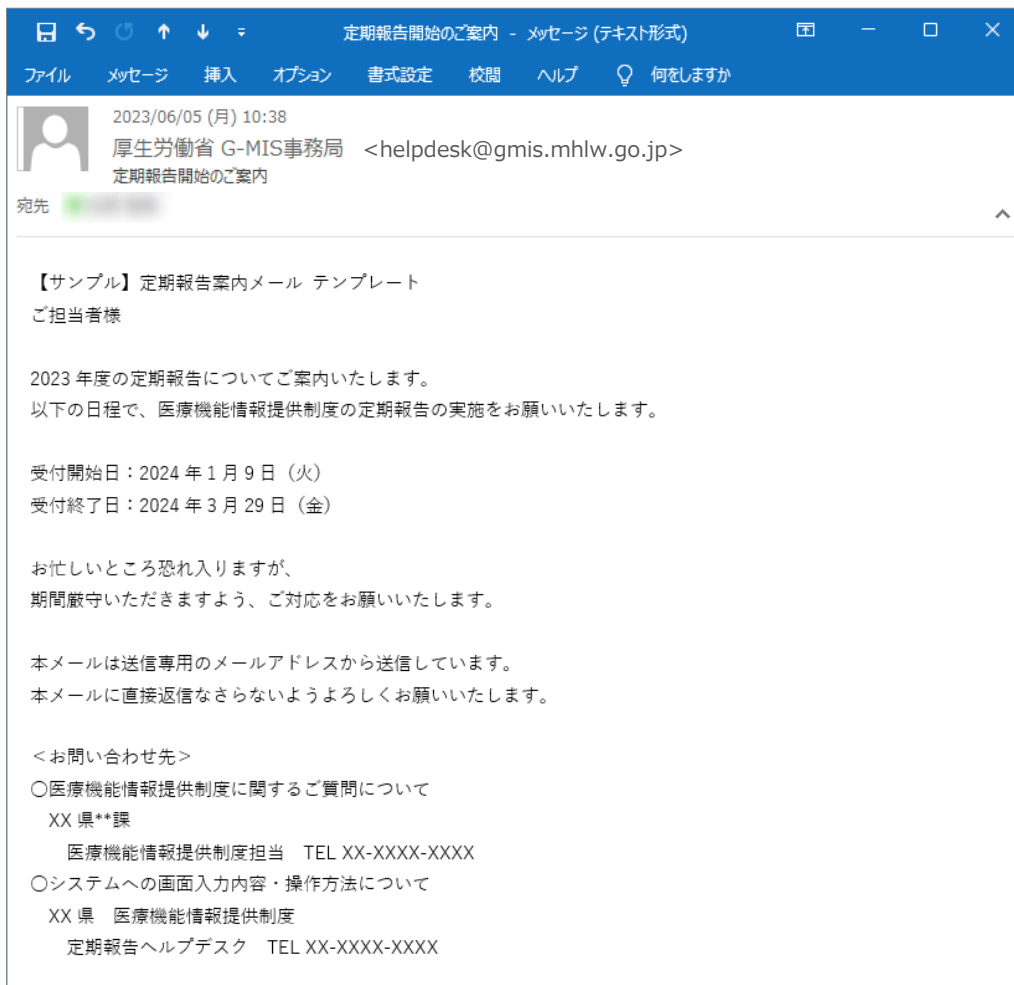 定期報告開始のご案内 - メッセージ (テキスト形式)
ファイル メッセージ 挿入 オプション 書式設定 校閲 ヘルプ 何をしますか
2023/06/05 (月) 10:38
厚生労働省 G-MIS事務局 <helpdesk@gmis.mhlw.go.jp>
定期報告開始のご案内
宛先
【サンプル】定期報告案内メール テンプレート
ご担当者様
2023 年度の定期報告についてご案内いたします。
以下の日程で、医療機能情報提供制度の定期報告の実施をお願いいたします。
受付開始日：2024 年 1 月 9 日（火）
受付終了日：2024 年 3 月 29 日（金）
お忙しいところ恐れ入りますが、
期間厳守いただきますよう、ご対応をお願いいたします。
本メールは送信専用のメールアドレスから送信しています。
本メールに直接返信なさらないようよろしくお願いいたします。
＜お問い合わせ先＞
○医療機能情報提供制度に関するご質問について
XX 県**課
医療機能情報提供制度担当 TEL XX-XXXX-XXXX
○システムへの画面入力内容・操作方法について
XX 県 医療機能情報提供制度
定期報告ヘルプデスク TEL XX-XXXX-XXXX